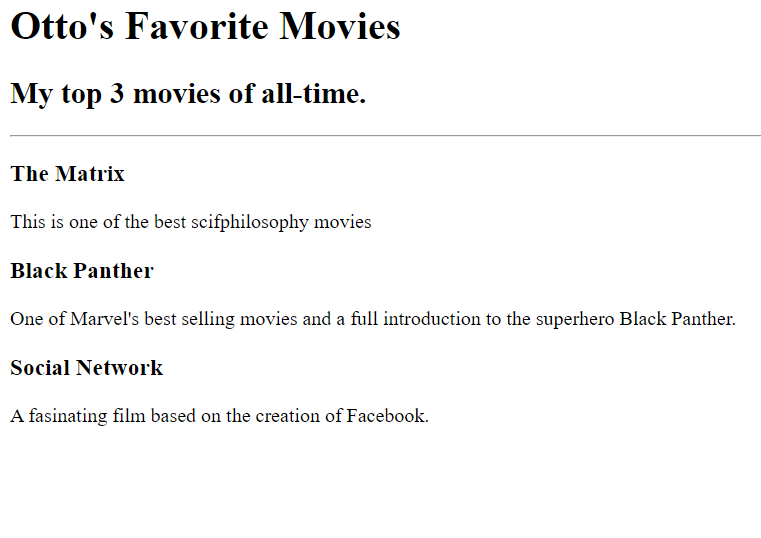 Otto's Favorite Movies
My top 3 movies of all-time.
The Matrix
This is one of the best scifphilosophy movies
Black Panther
One of Marvel's best selling movies and a full introduction to the superhero Black Panther.
Social Network
A fasinating film based on the creation of Facebook.